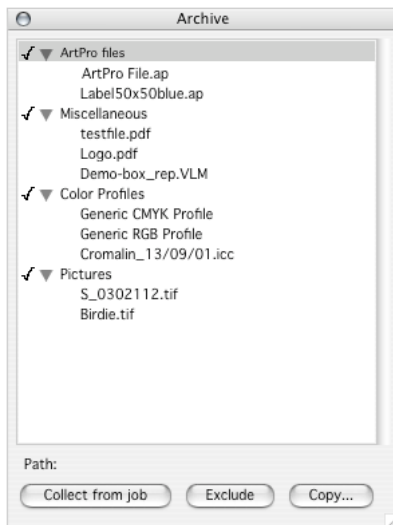 Archive
ArtPro files
ArtPro File.ap
Label50x50blue.ap
Miscellaneous
testfile.pdf
Logo.pdf
Demo-box_rep.VLM
Color Profiles
Generic CMYK Profile
Generic RGB Profile
Cromalin_13/09/01.icc
Pictures
S_0302112.tif
Birdie.tif
Path:
Collect from job Exclude Copy...